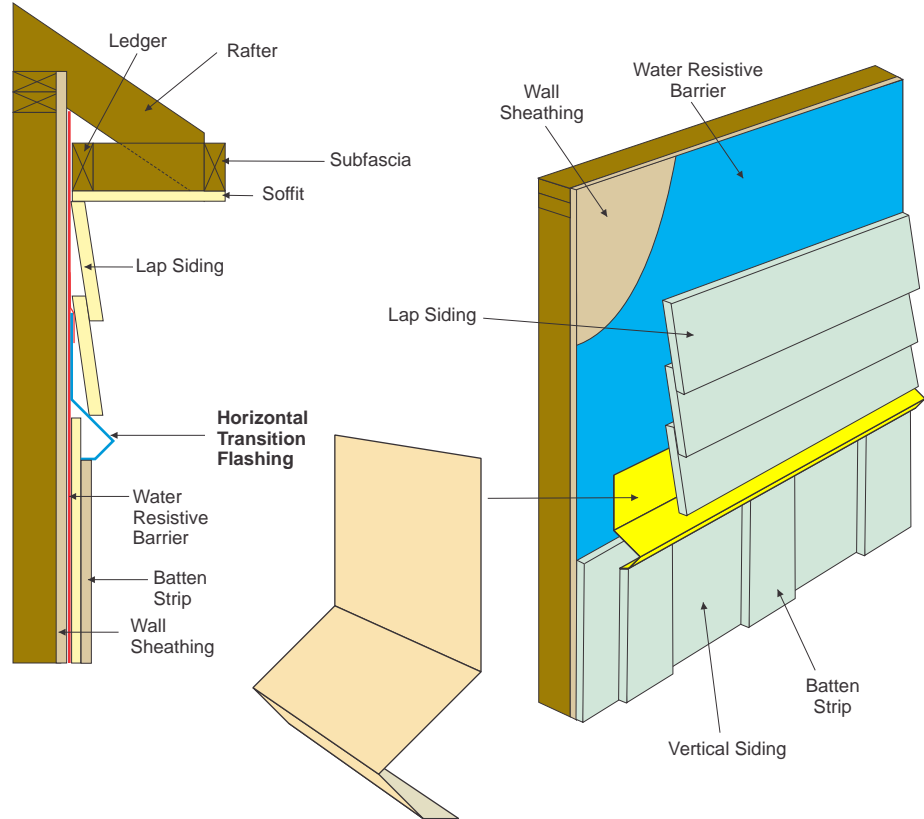 Ledger
Rafter
Subfascia
Soffit
Lap Siding
Horizontal
Transition
Flashing
Water
Resistive
Barrier
Batten
Strip
Wall
Sheathing
Water Resistive
Barrier
Wall
Sheathing
Lap Siding
Batten
Strip
Vertical Siding